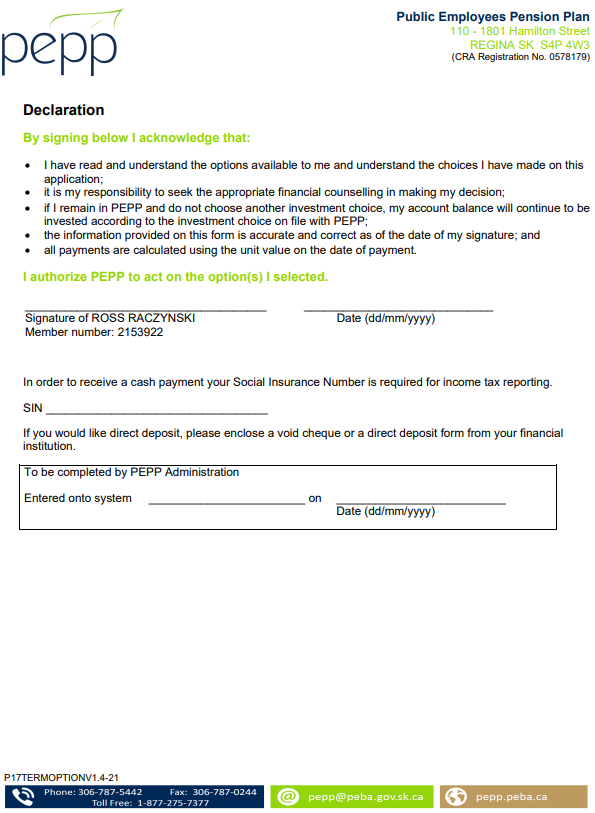 pepp
Public Employees Pension Plan
110 - 1801 Hamilton Street
REGINA SK S4P 4W3
(CRA Registration No. 0578179)
Declaration
By signing below I acknowledge that:
• I have read and understand the options available to me and understand the choices I have made on this
application;
• it is my responsibility to seek the appropriate financial counselling in making my decision;
• if I remain in PEPP and do not choose another investment choice, my account balance will continue to be
invested according to the investment choice on file with PEPP;
• the information provided on this form is accurate and correct as of the date of my signature; and
• all payments are calculated using the unit value on the date of payment.
I authorize PEPP to act on the option(s) I selected.
Signature of ROSS RACZYNSKI Date (dd/mm/yyyy)
Member number: 2153922
In order to receive a cash payment your Social Insurance Number is required for income tax reporting.
SIN
If you would like direct deposit, please enclose a void cheque or a direct deposit form from your financial
institution.
To be completed by PEPP Administration
Entered onto system on
Date (dd/mm/yyyy)
P17TERMOPTIONV1.4-21
Phone: 306-787-5442 Fax: 306-787-0244
Toll Free: 1-877-275-7377
pepp@peba.gov.sk.ca
pepp.peba.ca